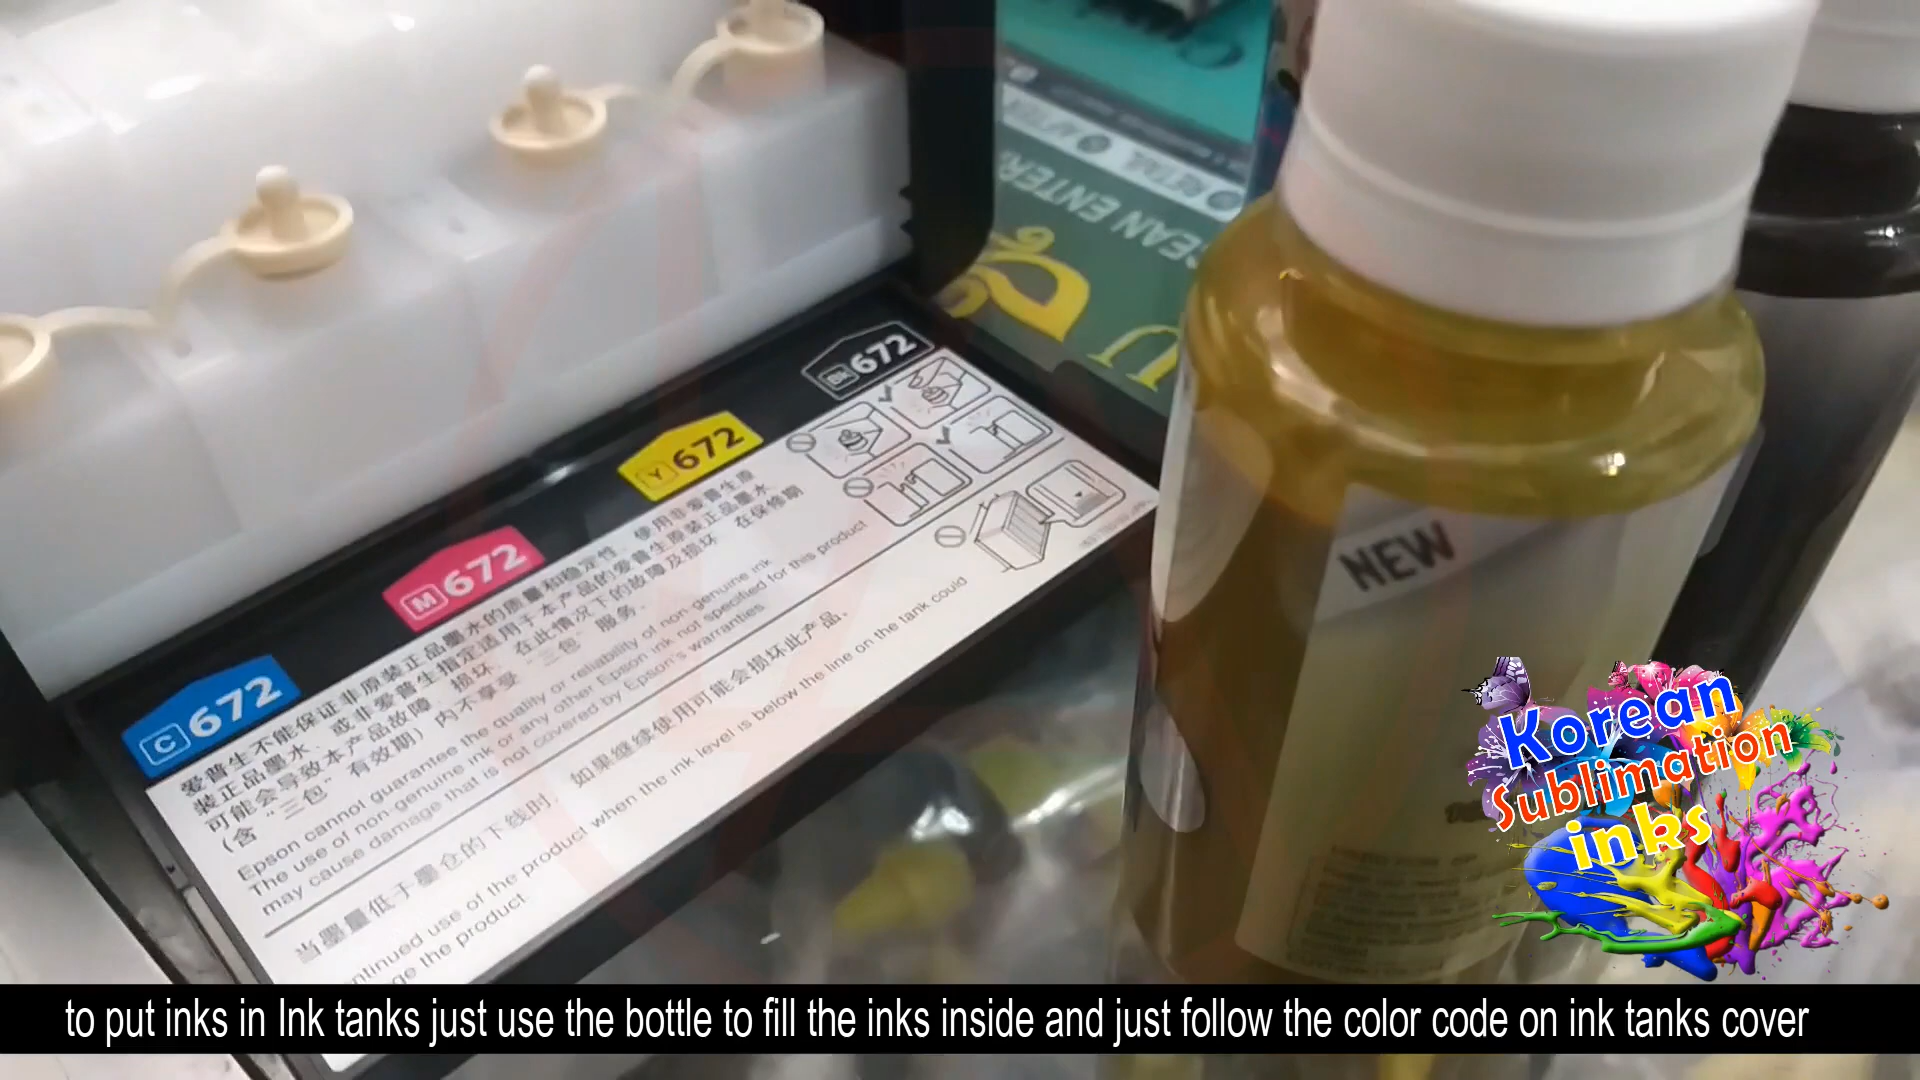 REAN ENTER
Bk 672
Y 672
M 672
C 672
爱普生不能保证非原装正品墨水的质量和稳定性。使用非爱普生原
装正品墨水、或非爱普生指定适用于本产品的爱普生原装正品墨水
可能会导致本产品故障、损坏，在此情况下的故障及损坏 在保修期
（含“三包”有效期）内不享受“三包”服务。
Epson cannot guarantee the quality or reliability of non-genuine ink
The use of non-genuine ink or any other Epson ink not specified for this product
may cause damage that is not covered by Epson's warranties
当墨量低于墨仓的下线时，如果继续使用可能会损坏此产品。
ntinued use of the product when the ink level is below the line on the tank could
ge the product
NEW
Korean
Sublimation
inks
to put inks in Ink tanks just use the bottle to fill the inks inside and just follow the color code on ink tanks cover